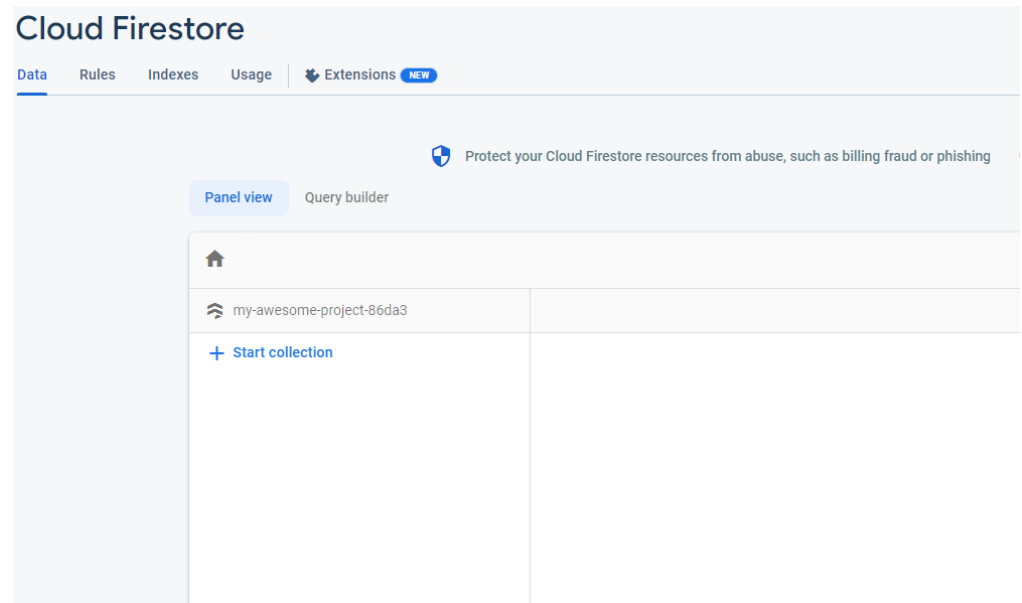 Cloud Firestore
Data Rules Indexes Usage Extensions NEW
Protect your Cloud Firestore resources from abuse, such as billing fraud or phishing
Panel view Query builder
my-awesome-project-86da3
+ Start collection